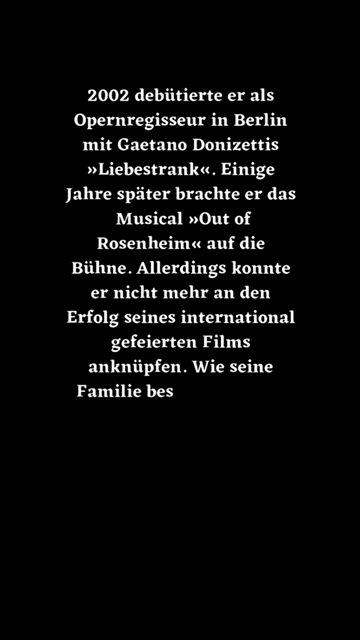 2002 debütierte er als
Opernregisseur in Berlin
mit Gaetano Donizettis
»Liebestrank«. Einige
Jahre später brachte er das
Musical »Out of
Rosenheim« auf die
Bühne. Allerdings konnte
er nicht mehr an den
Erfolg seines international
gefeierten Films
anknüpfen. Wie seine
Familie bes